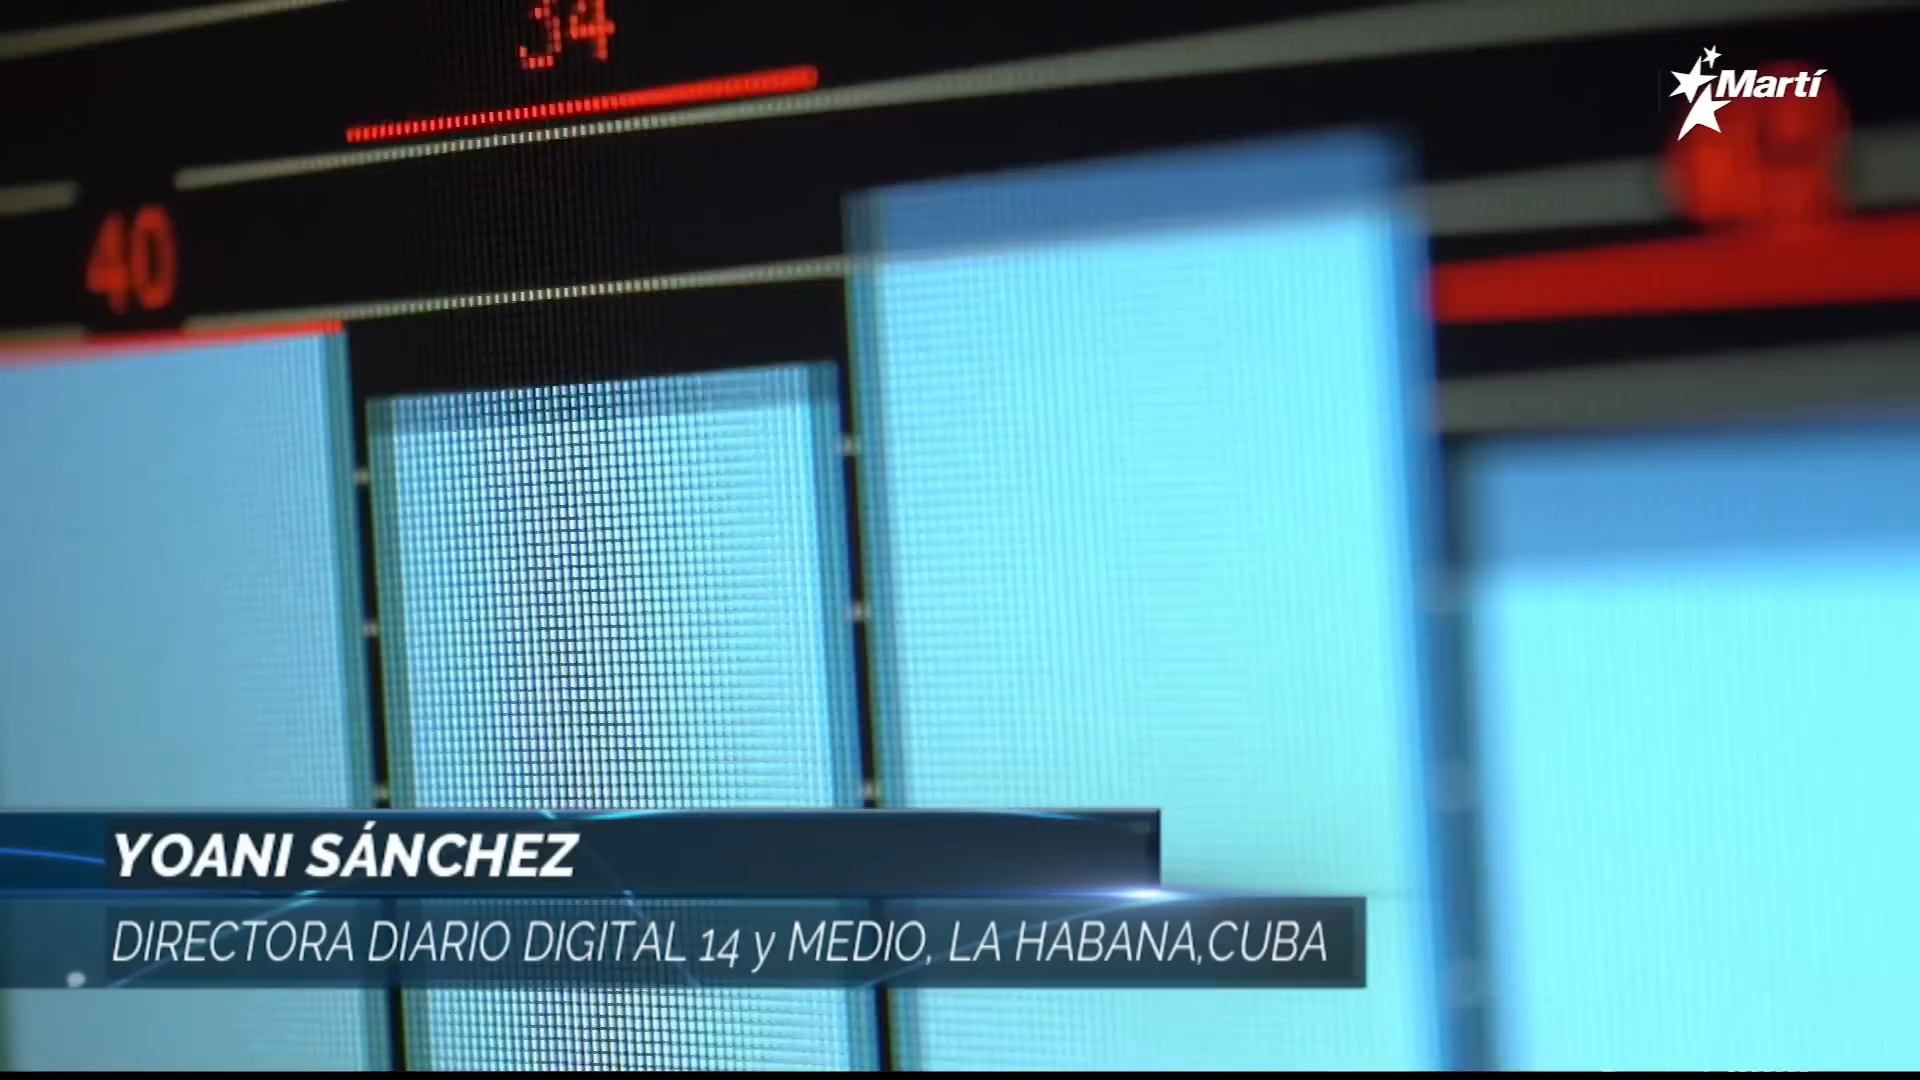 34
Martí
40
YOANI SÁNCHEZ
DIRECTORA DIARIO DIGITAL 14 y MEDIO, LA HABANA,CUBA